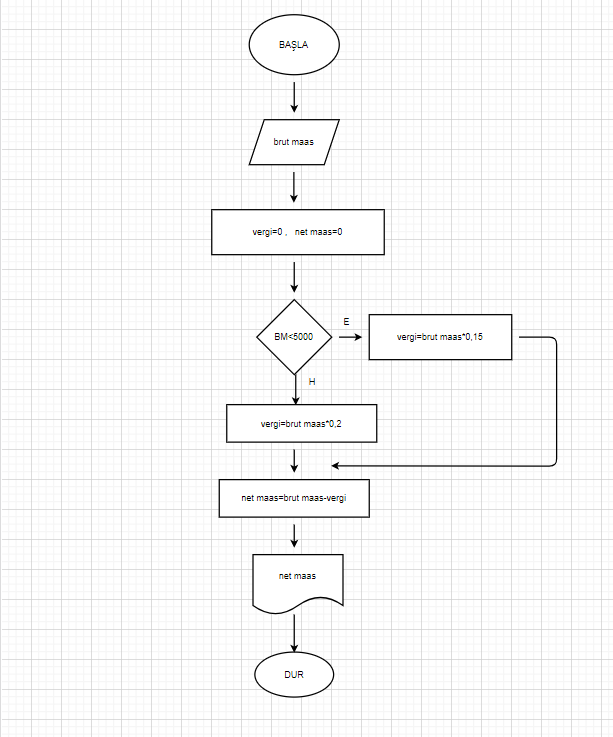 BAŞLA
brut maas
vergi=0 , net maas=0
BM<5000
E
vergi=brut maas*0,15
H
vergi=brut maas*0,2
net maas=brut maas-vergi
net maas
DUR